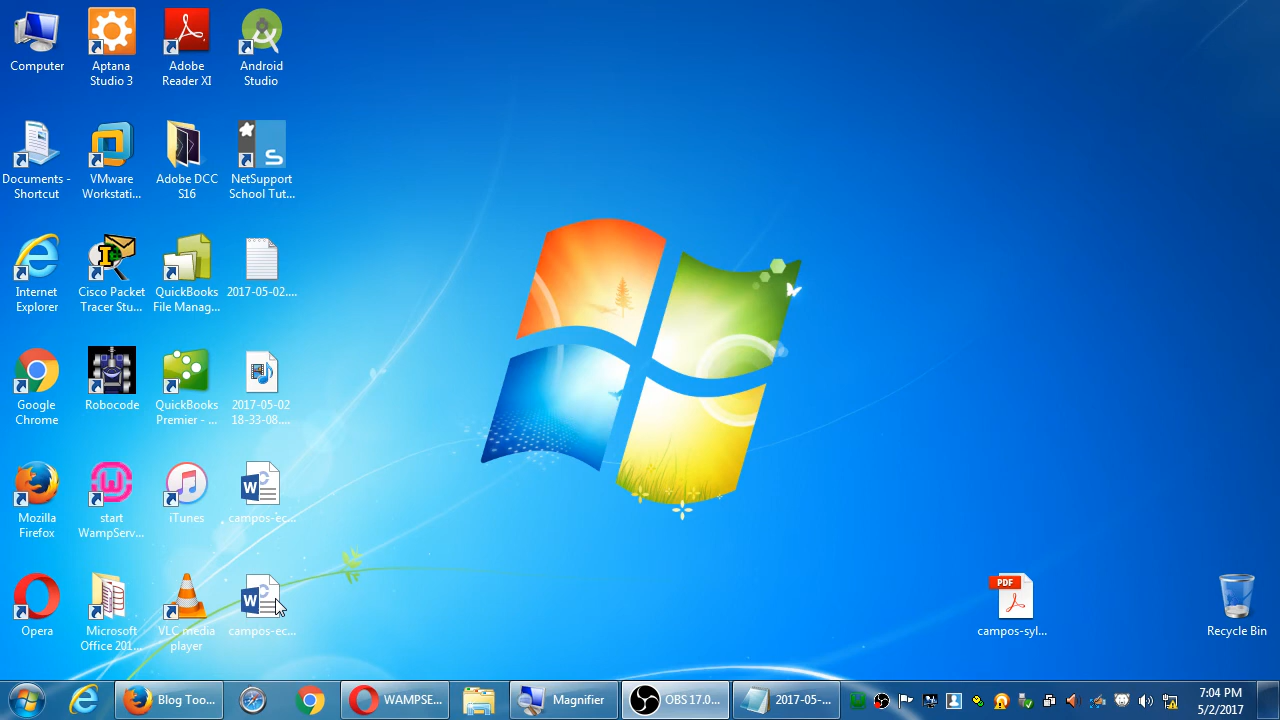 Computer
Aptana
Studio 3
Adobe
Reader XI
Android
Studio
Documents -
Shortcut
VMware
Workstati...
Adobe DCC
S16
NetSupport
School Tut...
Internet
Explorer
Cisco Packet
Tracer Stu...
QuickBooks
File Manag...
2017-05-02....
Google
Chrome
Robocode
QuickBooks
Premier - ...
2017-05-02
18-33-08....
Mozilla
Firefox
start
WampServ...
iTunes
campos-ec...
Opera
Microsoft
Office 201...
VLC media
player
campos-ec...
PDF
campos-syl...
Recycle Bin
Blog Too...
WAMPSE...
Magnifier
OBS 17.0...
2017-05-...
7:04 PM
5/2/2017